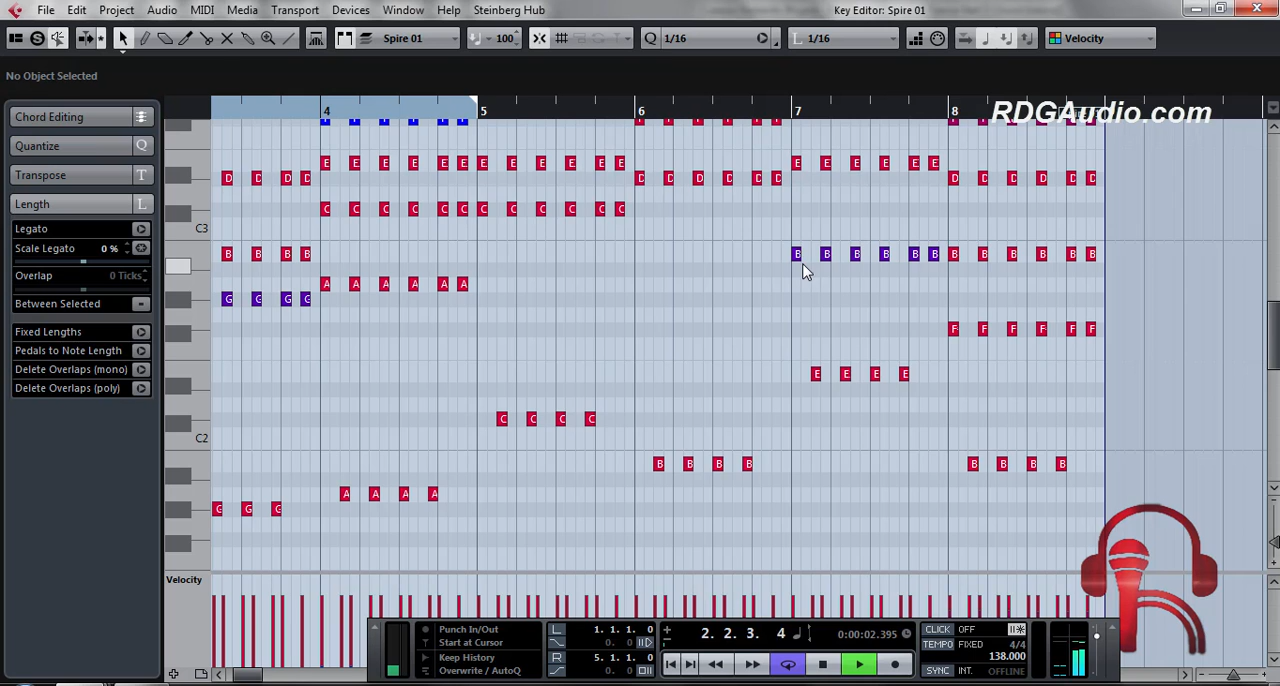 File Edit Project Audio MIDI Media Transport Devices Window Help Steinberg Hub Key Editor: Spire 01
Spire 01 100 Q 1/16 L 1/16 Velocity
No Object Selected
RDGAudio.com
4 5 6 7 8
Chord Editing
Quantize Q
Transpose T
Length L
Legato
Scale Legato 0 %
Overlap 0 Ticks
Between Selected
Fixed Lengths
Pedals to Note Length
Delete Overlaps (mono)
Delete Overlaps (poly)
E E E E E E E E E E E E E E E E E E
D D D D D D D D D D D D D D D D
C C C C C C C C C C C C
C3
B B B B B B B B B B B B B B B B
A A A A A A
G G G G
F F F F F F
E E E E
C C C C
C2
B B B B B B B B
A A A A
G G G
Velocity
Punch In/Out
Start at Cursor
Keep History
Overwrite / AutoQ
L 1. 1. 1. 0
0. 0
R 5. 1. 1. 0
0. 0
2. 2. 3. 4 0:00:02.395
CLICK OFF
TEMPO FIXED 4/4
138.000
SYNC INT. OFFLINE